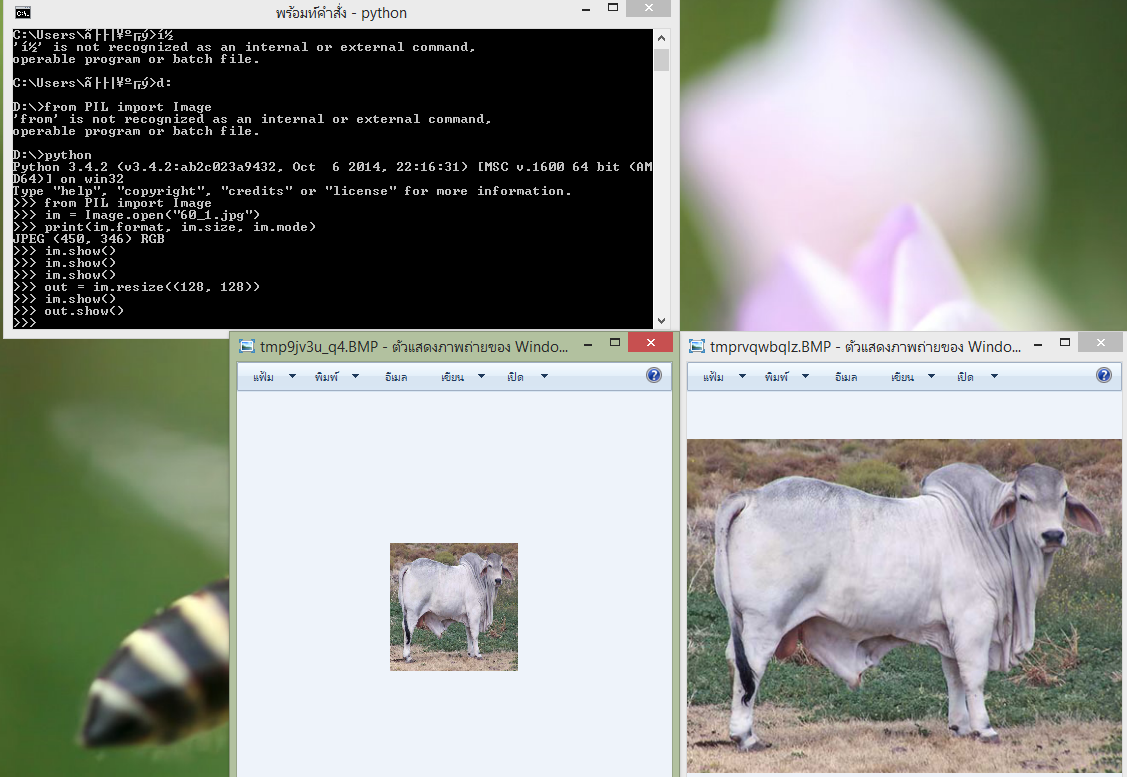 พร้อมท์คำสั่ง - python
C:\Users\ã├├|¥º╓ý>í½
'í½' is not recognized as an internal or external command,
operable program or batch file.
C:\Users\ã├├|¥º╓ý>d:
D:\>from PIL import Image
'from' is not recognized as an internal or external command,
operable program or batch file.
D:\>python
Python 3.4.2 (v3.4.2:ab2c023a9432, Oct  6 2014, 22:16:31) [MSC v.1600 64 bit (AM
D64)] on win32
Type "help", "copyright", "credits" or "license" for more information.
>>> from PIL import Image
>>> im = Image.open("60_1.jpg")
>>> print(im.format, im.size, im.mode)
JPEG (450, 346) RGB
>>> im.show()
>>> im.show()
>>> im.show()
>>> out = im.resize((128, 128))
>>> im.show()
>>> out.show()
>>>
tmp9jv3u_q4.BMP - ตัวแสดงภาพถ่ายของ Windo...
แฟ้ม พิมพ์ อีเมล เขียน เปิด
tmprvqwbqlz.BMP - ตัวแสดงภาพถ่ายของ Windo...
แฟ้ม พิมพ์ อีเมล เขียน เปิด